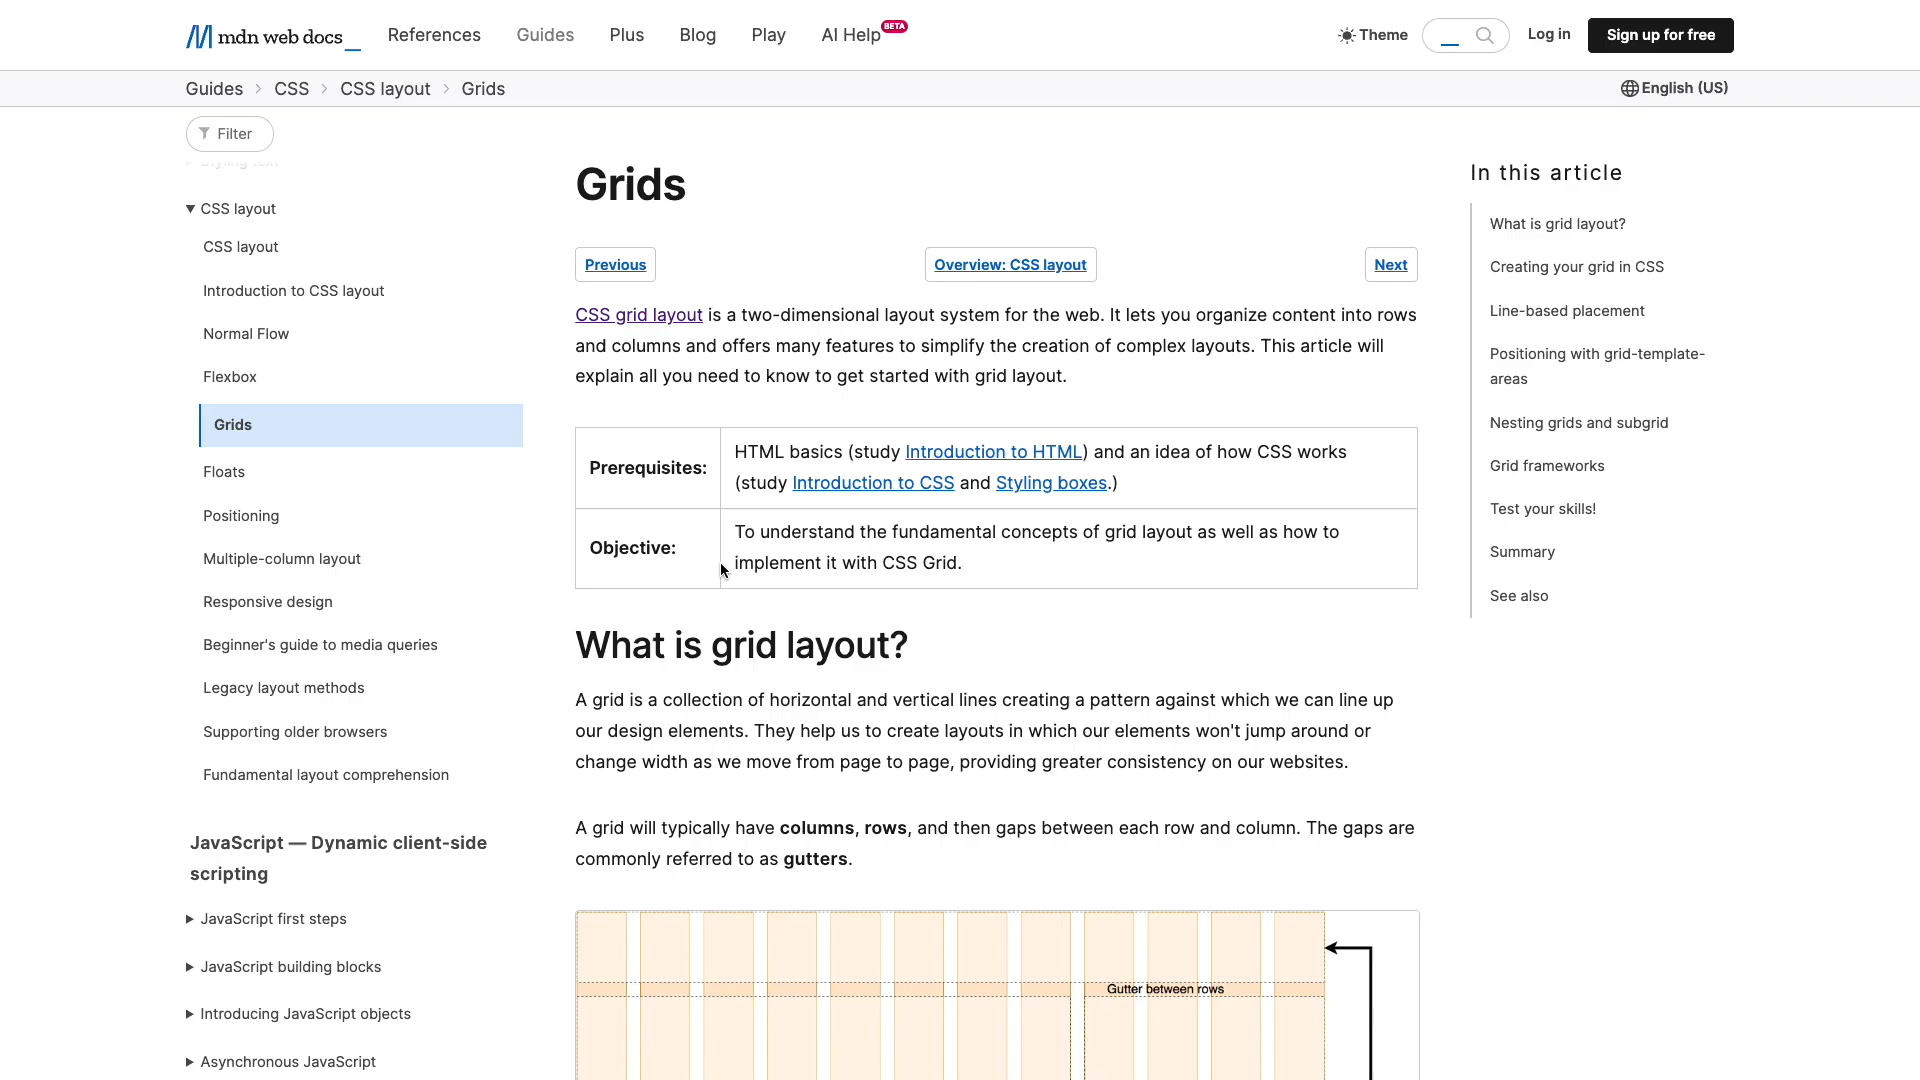 mdn web docs_
References
Guides
Plus
Blog
Play
AI Help
BETA
Theme
Log in
Sign up for free
Guides
CSS
CSS layout
Grids
English (US)
Filter
Styling text
CSS layout
CSS layout
Introduction to CSS layout
Normal Flow
Flexbox
Grids
Floats
Positioning
Multiple-column layout
Responsive design
Beginner's guide to media queries
Legacy layout methods
Supporting older browsers
Fundamental layout comprehension
JavaScript — Dynamic client-side
scripting
JavaScript first steps
JavaScript building blocks
Introducing JavaScript objects
Asynchronous JavaScript
Grids
Previous
Overview: CSS layout
Next
CSS grid layout is a two-dimensional layout system for the web. It lets you organize content into rows
and columns and offers many features to simplify the creation of complex layouts. This article will
explain all you need to know to get started with grid layout.
Prerequisites:
HTML basics (study Introduction to HTML) and an idea of how CSS works
(study Introduction to CSS and Styling boxes.)
Objective:
To understand the fundamental concepts of grid layout as well as how to
implement it with CSS Grid.
What is grid layout?
A grid is a collection of horizontal and vertical lines creating a pattern against which we can line up
our design elements. They help us to create layouts in which our elements won't jump around or
change width as we move from page to page, providing greater consistency on our websites.
A grid will typically have columns, rows, and then gaps between each row and column. The gaps are
commonly referred to as gutters.
Gutter between rows
In this article
What is grid layout?
Creating your grid in CSS
Line-based placement
Positioning with grid-template-
areas
Nesting grids and subgrid
Grid frameworks
Test your skills!
Summary
See also